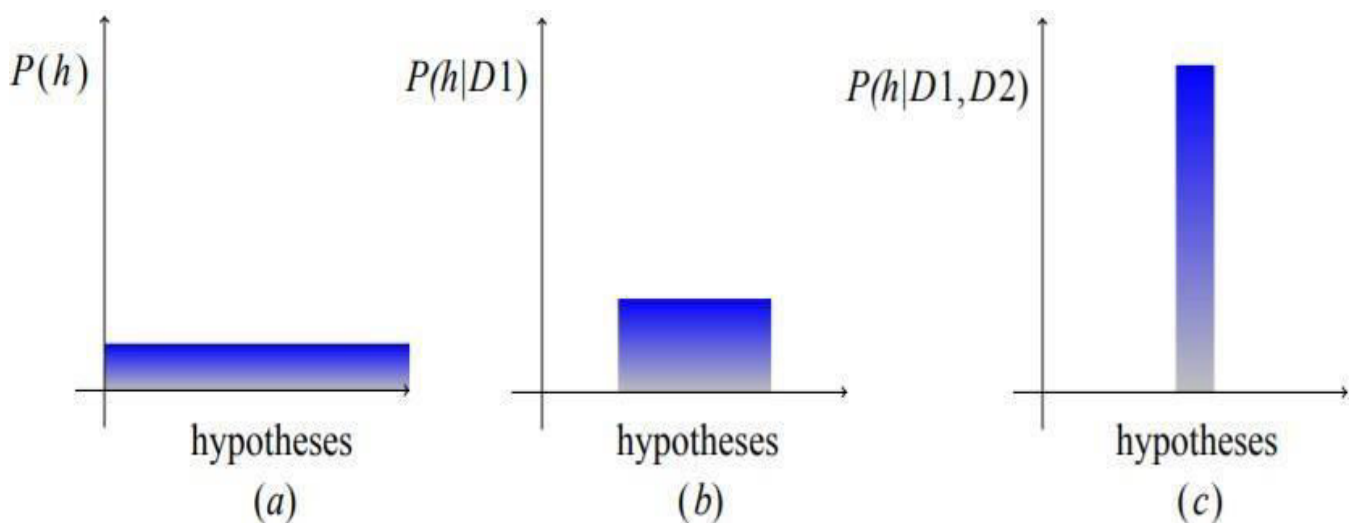 P(h)
P(h|D1)
P(h|D1,D2)
hypotheses
hypotheses
hypotheses
(a)
(b)
(c)